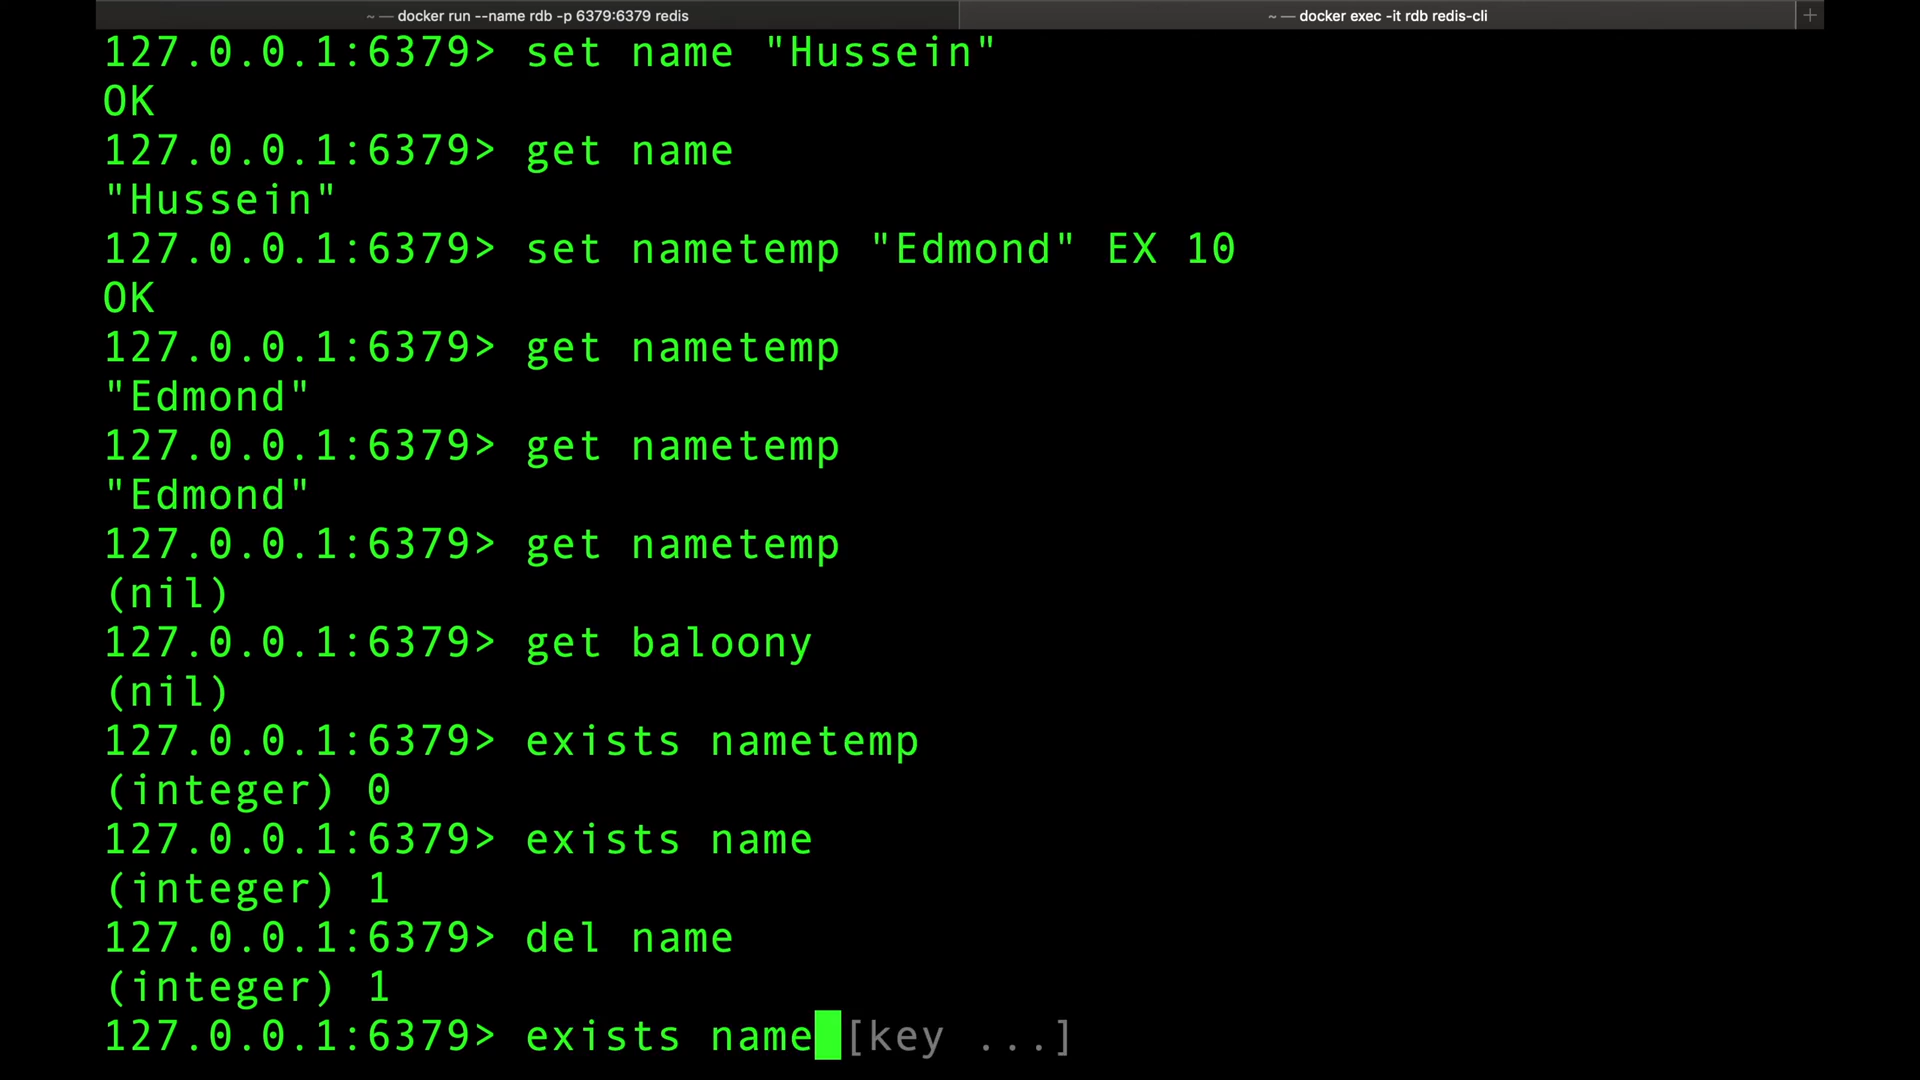 ~ — docker run --name rdb -p 6379:6379 redis
~ — docker exec -it rdb redis-cli
+
127.0.0.1:6379> set name "Hussein"
OK
127.0.0.1:6379> get name
"Hussein"
127.0.0.1:6379> set nametemp "Edmond" EX 10
OK
127.0.0.1:6379> get nametemp
"Edmond"
127.0.0.1:6379> get nametemp
"Edmond"
127.0.0.1:6379> get nametemp
(nil)
127.0.0.1:6379> get baloony
(nil)
127.0.0.1:6379> exists nametemp
(integer) 0
127.0.0.1:6379> exists name
(integer) 1
127.0.0.1:6379> del name
(integer) 1
127.0.0.1:6379> exists name [key ...]